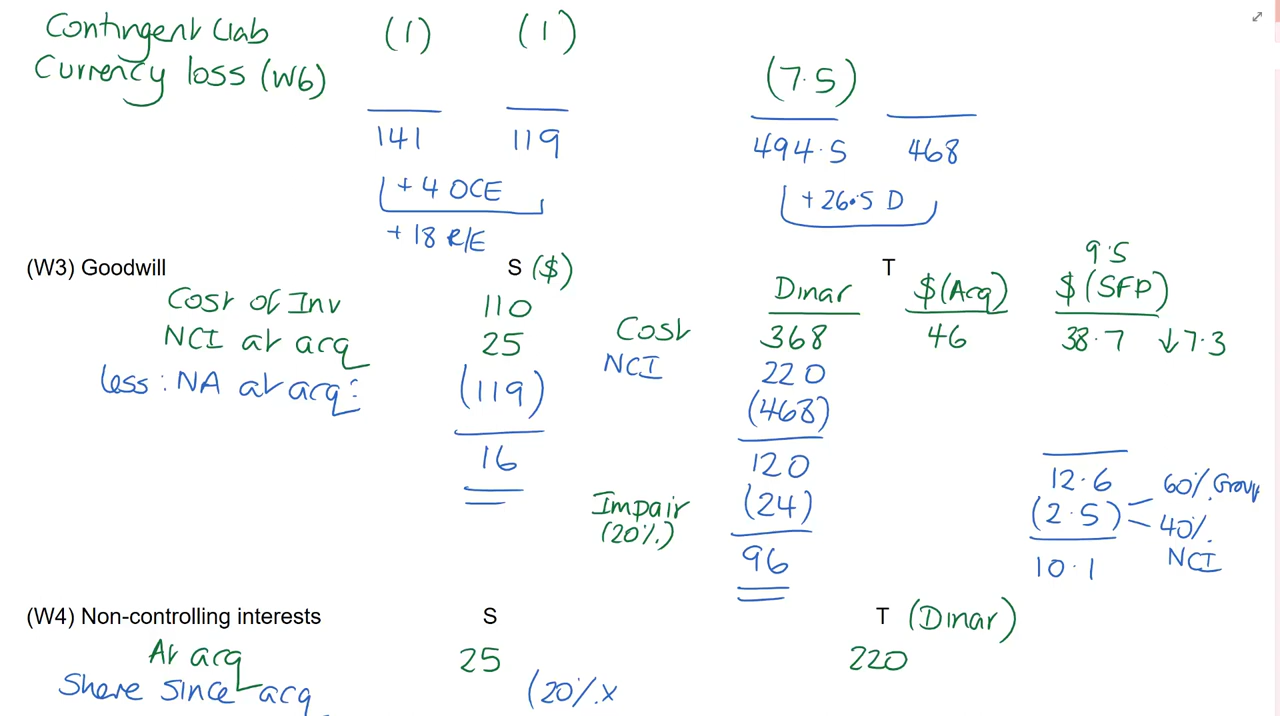 Contingent Liab (1) (1)
Currency loss (W6) (7.5)
141 119 494.5 468
+ 4 OCE + 26.5 D
+ 18 R/E
9.5
(W3) Goodwill S ($) T Dinar $(Acq) $(SFP)
Cost of Inv 110 Cost 368 46 38.7 ↓7.3
NCI at acq 25 NCI 220
less: NA at acq: (119) (468)
16 120 12.6 60% Group
Impair (24) (2.5) 40%
(20%) NCI
96 10.1
(W4) Non-controlling interests S T (Dinar)
At acq 25 220
Share since acq (20% x